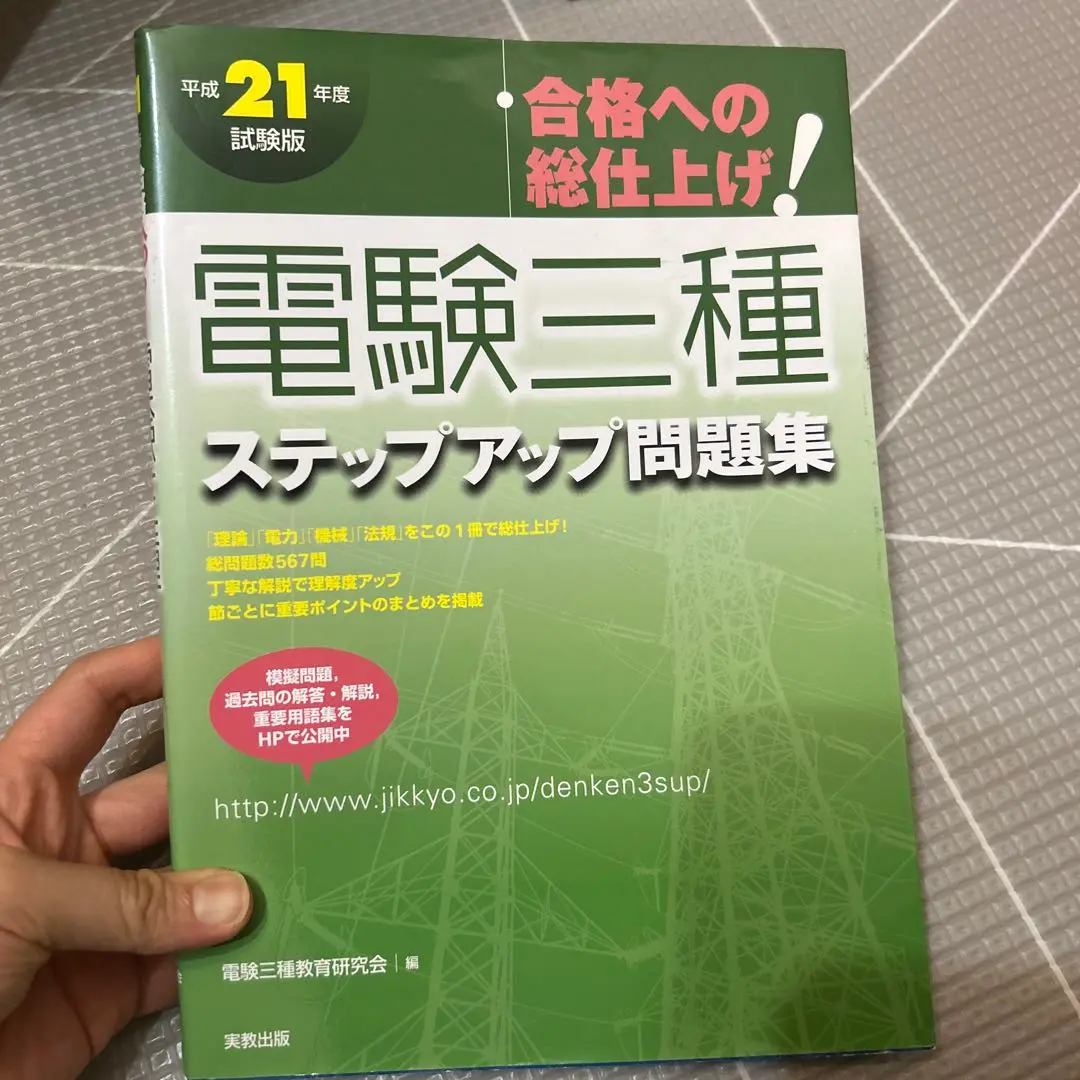 平成21年度
試験版
合格への
総仕上げ!
電験三種
ステップアップ問題集
「理論」「電力」「機械」「法規」をこの1冊で総仕上げ!
総問題数567問
丁寧な解説で理解度アップ
節ごとに重要ポイントのまとめを掲載
模擬問題,
過去問の解答・解説,
重要用語集を
HPで公開中
http://www.jikkyo.co.jp/denken3sup/
電験三種教育研究会|編
実教出版